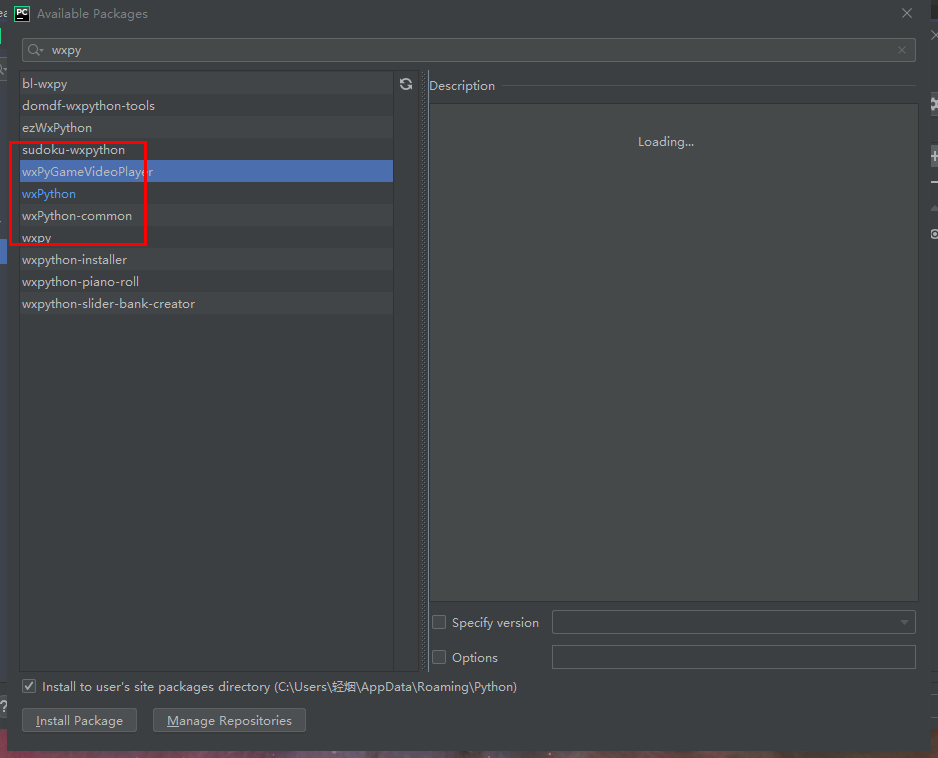 ea
PC Available Packages
wxpy
bl-wxpy
domdf-wxpython-tools
ezWxPython
sudoku-wxpython
wxPyGameVideoPlayer
wxPython
wxPython-common
wxpy
wxpython-installer
wxpython-piano-roll
wxpython-slider-bank-creator
Description
Loading...
Specify version
Options
Install to user's site packages directory (C:\Users\轻烟\AppData\Roaming\Python)
?
Install Package
Manage Repositories